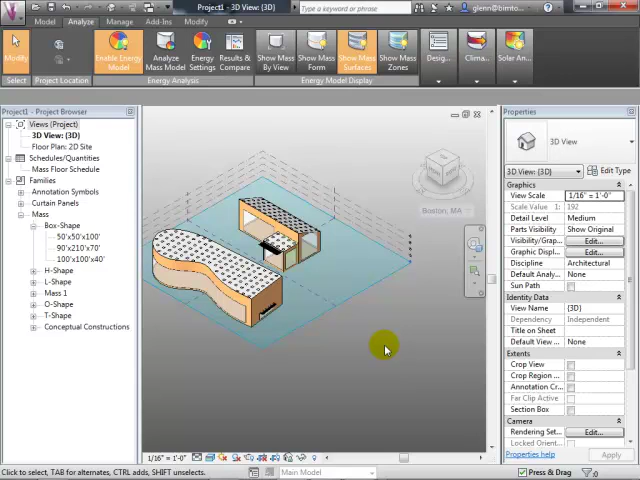 Project1 - 3D View: {3D}
Type a keyword or phrase
glenn@bimto...
Model Analyze Manage Add-Ins Modify
Modify
Enable Energy Model
Analyze Mass Model
Energy Settings
Results & Compare
Show Mass By View
Show Mass Form
Show Mass Surfaces
Show Mass Zones
Desig...
Clima...
Solar An...
Select
Project Location
Energy Analysis
Energy Model Display
Project1 - Project Browser
Views (Project)
3D View: {3D}
Floor Plan: 2D Site
Schedules/Quantities
Mass Floor Schedule
Families
Annotation Symbols
Mass
Box-Shape
50'x50'x100'
90'x210'x70'
100'x100'x40'
H-Shape
L-Shape
Mass 1
O-Shape
T-Shape
Conceptual Constructions
Boston, MA
Properties
3D View
3D View: {3D}
Edit Type
Graphics
View Scale 1/16" = 1'-0"
Scale Value 1: 192
Detail Level Medium
Parts Visibility Show Original
Visibility/Grap... Edit...
Graphic Displ... Edit...
Discipline Architectural
Default Analy... None
Sun Path
Identity Data
View Name {3D}
Dependency Independent
Title on Sheet
Default View ... None
Extents
Crop View
Crop Region ...
Annotation Cr...
Far Clip Active
Section Box
Camera
Rendering Set... Edit...
Locked Orient...
Properties help
Apply
1/16" = 1'-0"
Click to select, TAB for alternates, CTRL adds, SHIFT unselects.
Main Model
Press & Drag
:0